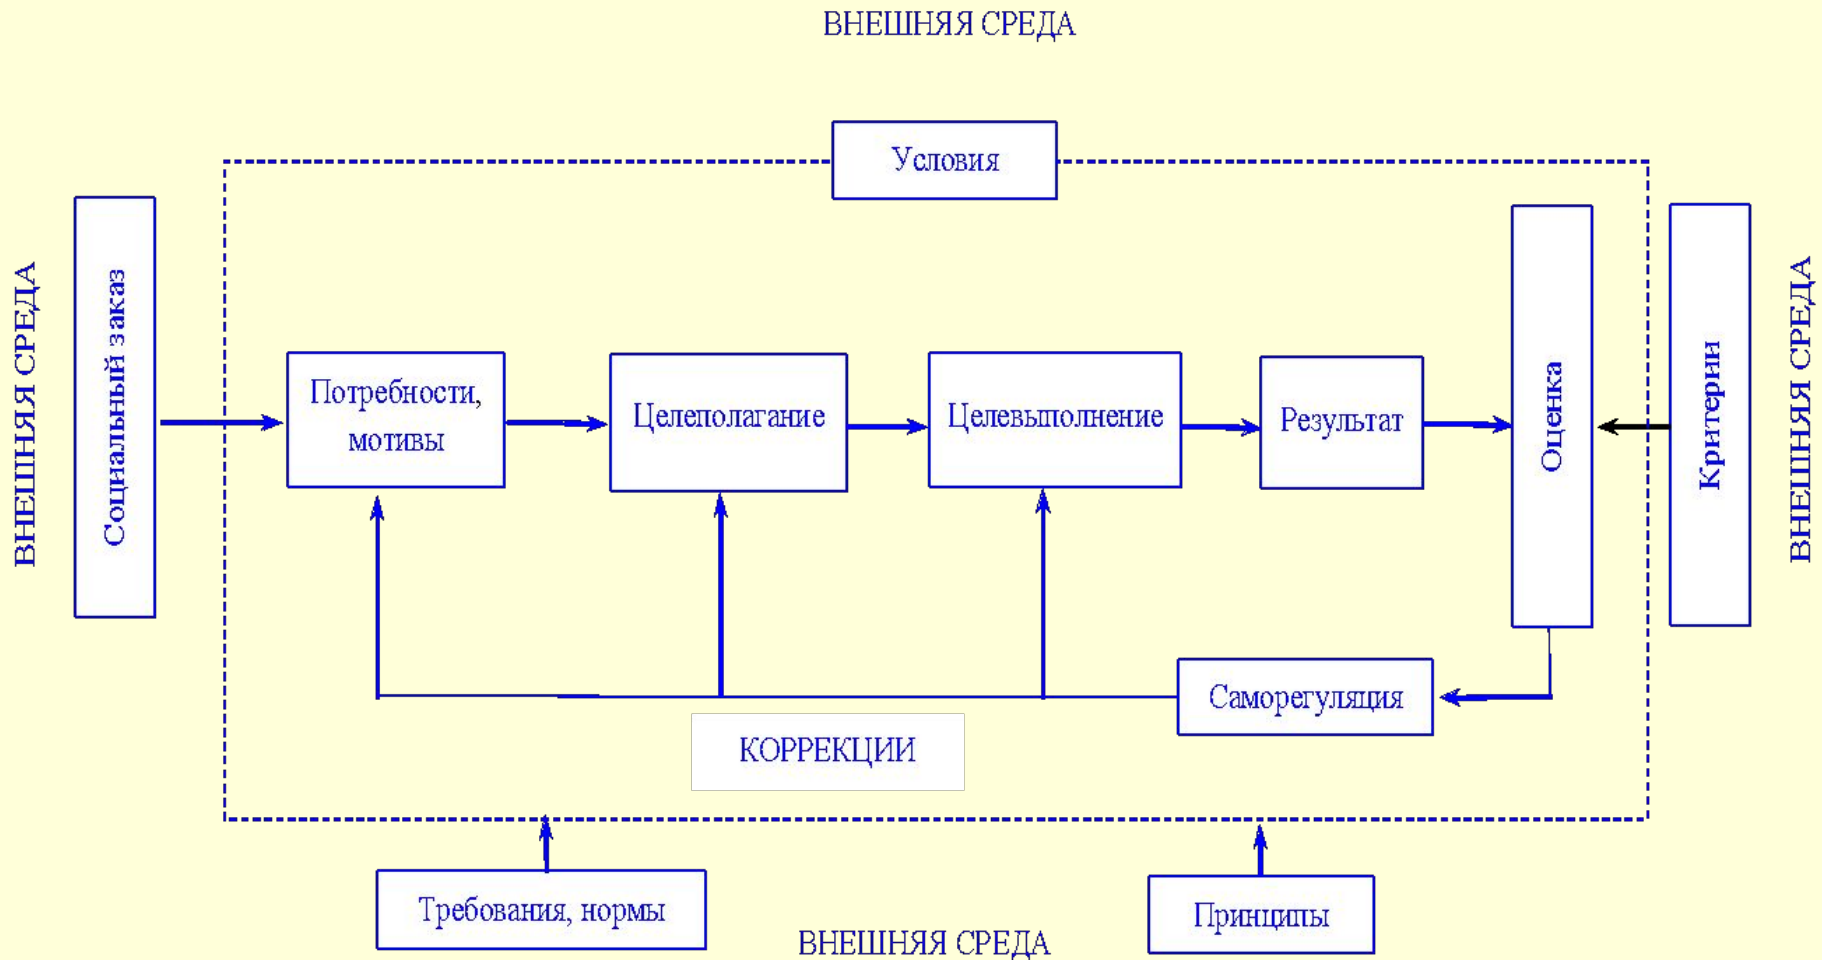 ВНЕШНЯЯ СРЕДА
Условия
ВНЕШНЯЯ СРЕДА
Социальный заказ
Потребности,
мотивы
Целеполагание
Целевыполнение
Результат
Оценка
Критерии
ВНЕШНЯЯ СРЕДА
Саморегуляция
КОРРЕКЦИИ
Требования, нормы
Принципы
ВНЕШНЯЯ СРЕДА